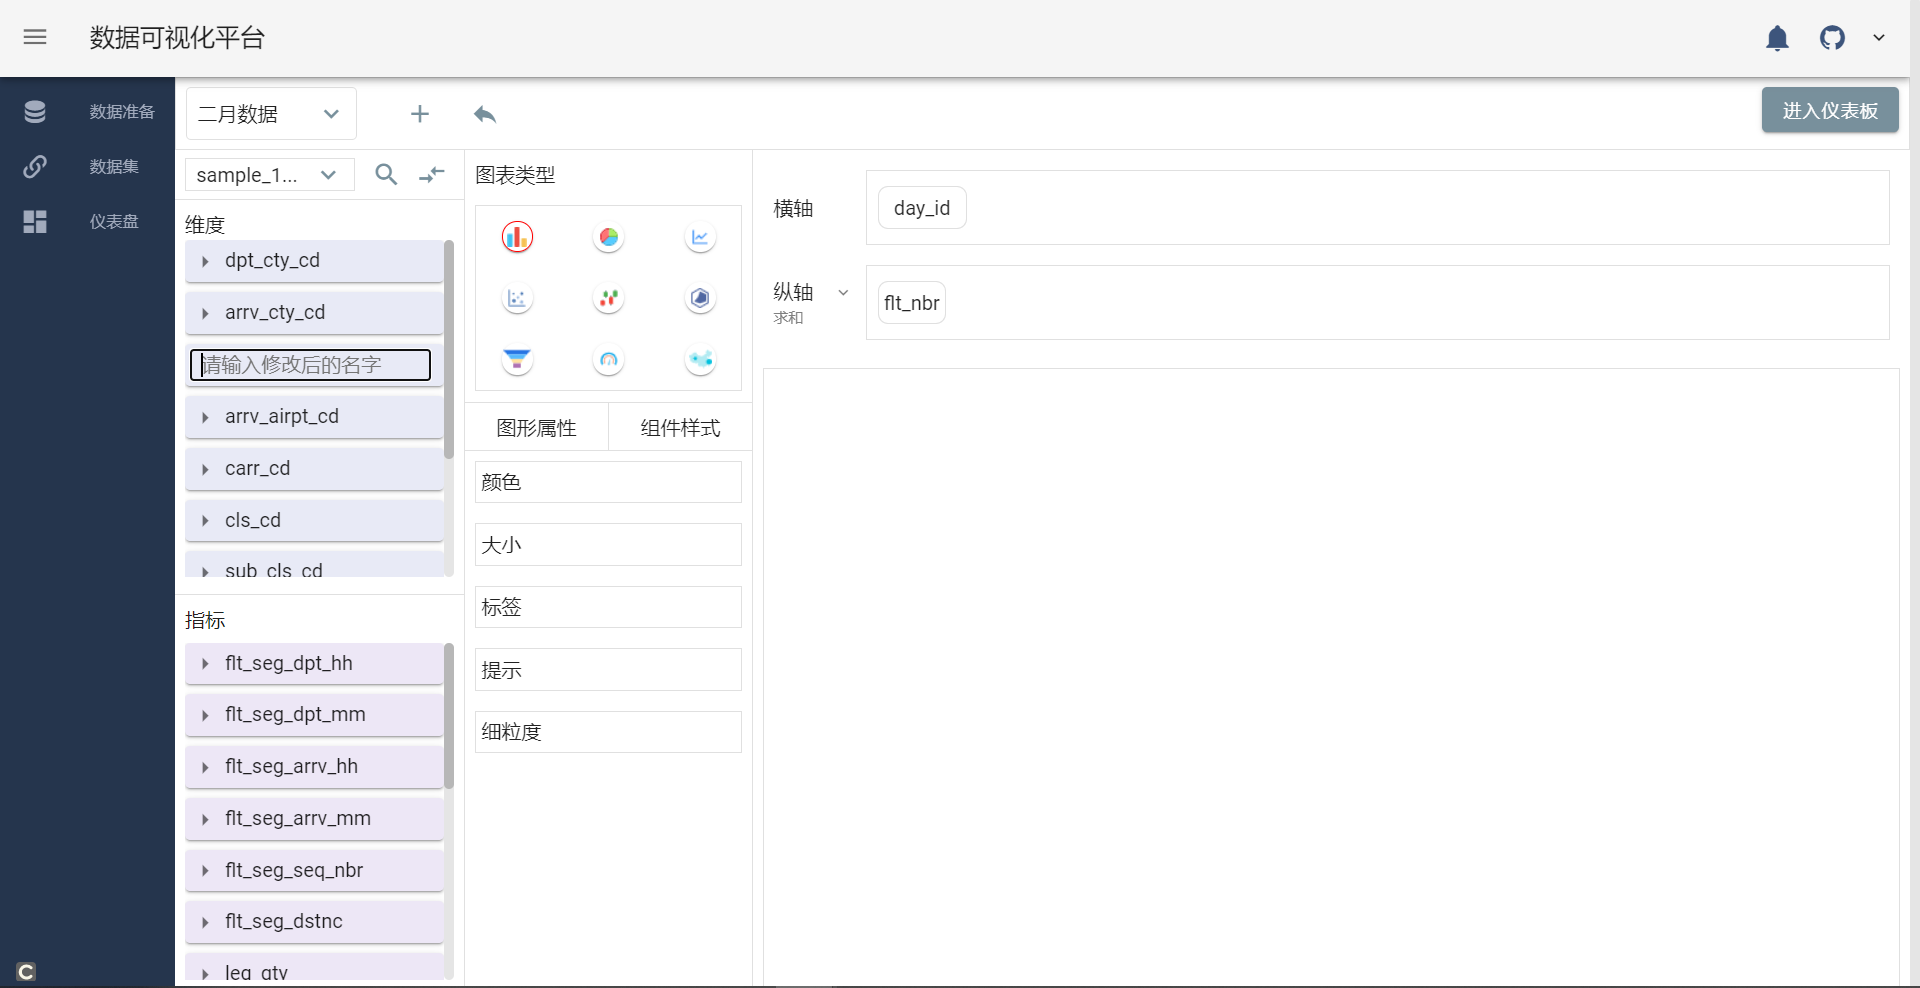 数据可视化平台
数据准备
数据集
仪表盘
二月数据
进入仪表板
sample_1...
维度
dpt_cty_cd
arrv_cty_cd
请输入修改后的名字
arrv_airpt_cd
carr_cd
cls_cd
sub_cls_cd
指标
flt_seg_dpt_hh
flt_seg_dpt_mm
flt_seg_arrv_hh
flt_seg_arrv_mm
flt_seg_seq_nbr
flt_seg_dstnc
leg_qty
图表类型
图形属性
组件样式
颜色
大小
标签
提示
细粒度
横轴
day_id
纵轴
求和
flt_nbr
C